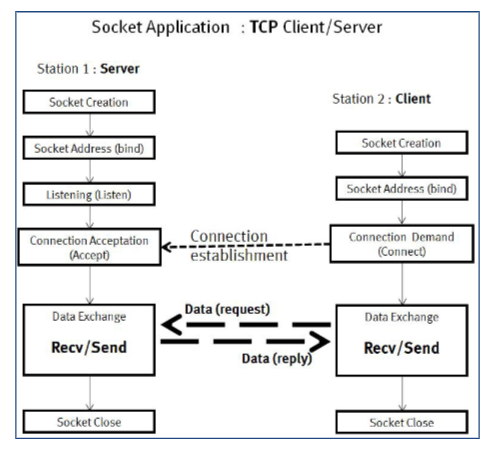 Socket Application : TCP Client/Server
Station 1 : Server
Socket Creation
Socket Address (bind)
Listening (Listen)
Connection Acceptation
(Accept)
Data Exchange
Recv/Send
Socket Close
Connection
establishment
Data (request)
Data (reply)
Station 2 : Client
Socket Creation
Socket Address (bind)
Connection Demand
(Connect)
Data Exchange
Recv/Send
Socket Close